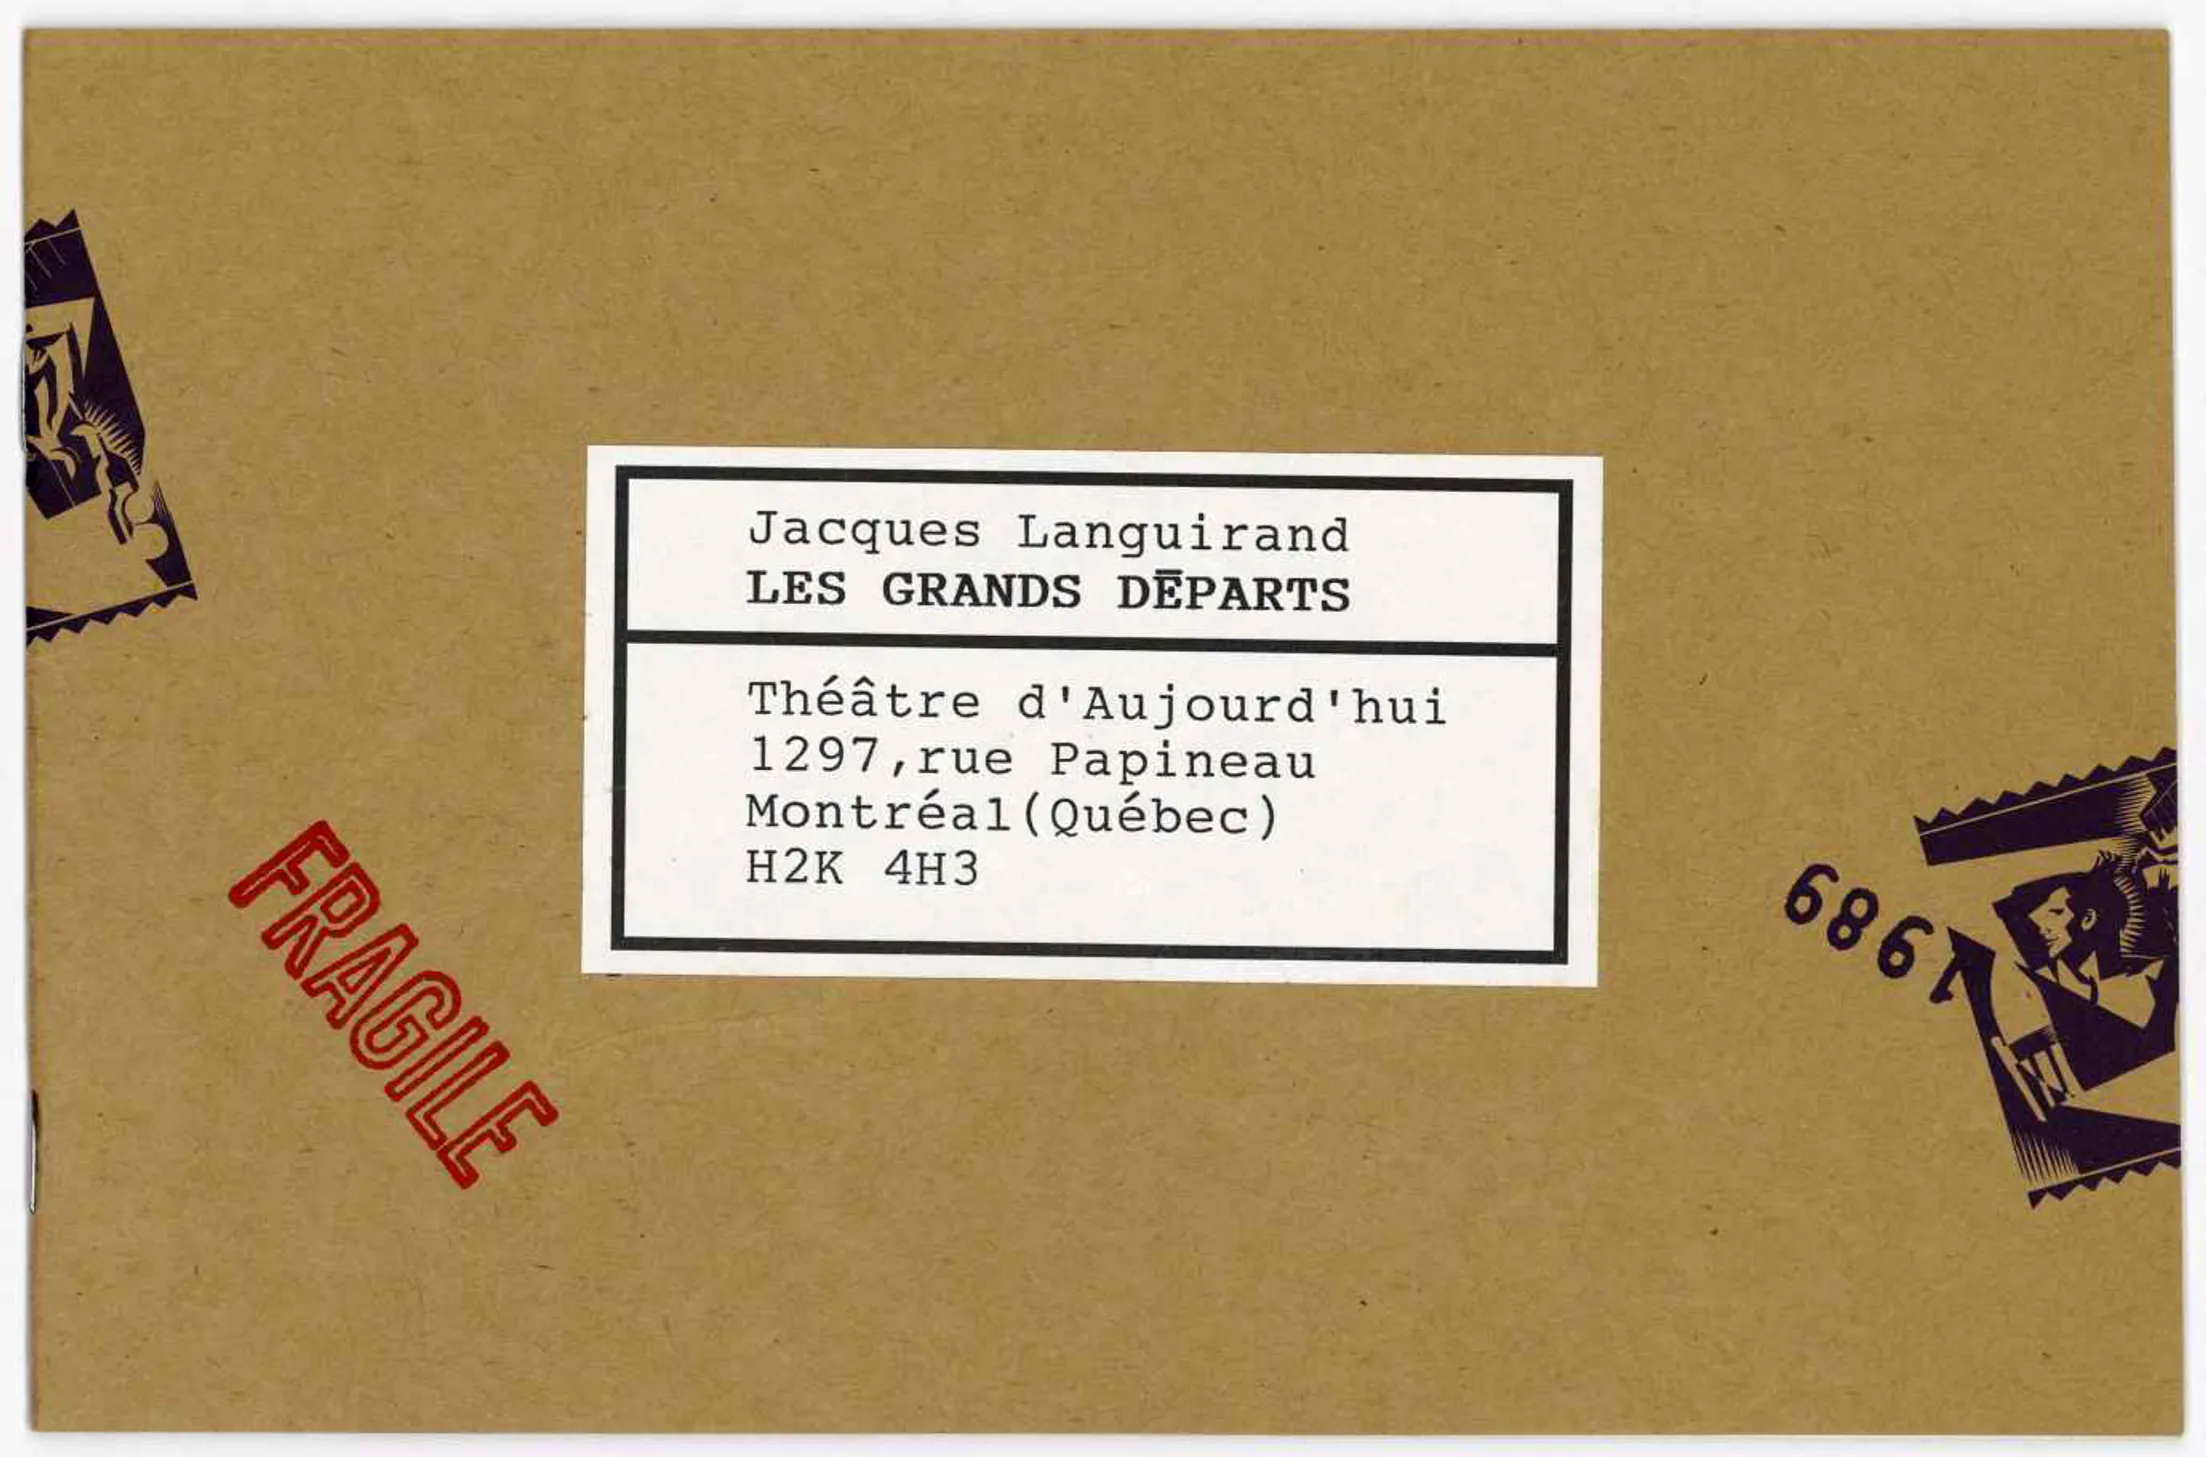 Jacques Languirand
LES GRANDS DĒPARTS
Théâtre d'Aujourd'hui
1297,rue Papineau
Montréal(Québec)
H2K 4H3
FRAGILE
1989